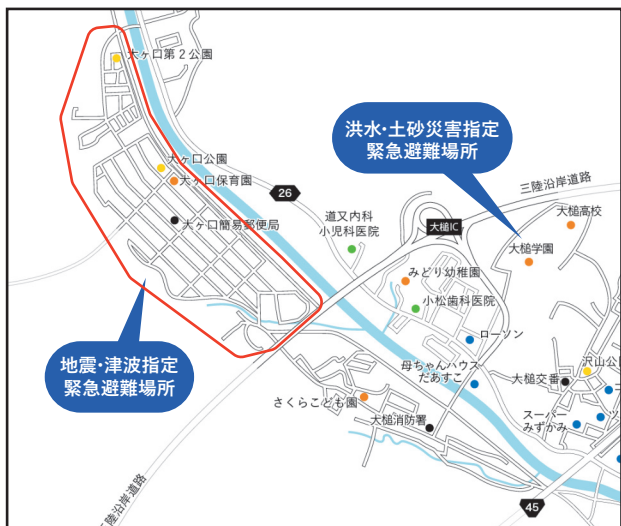 大ヶ口第2公園
大ヶ口公園
大ヶ口保育園
大ヶ口簡易郵便局
洪水・土砂災害指定
緊急避難場所
26
三陸沿岸道路
道又内科
小児科医院
大槌IC
大槌高校
大槌学園
みどり幼稚園
小松歯科医院
地震・津波指定
緊急避難場所
ローソン
母ちゃんハウス
だぁすこ
沢山公
大槌交番
さくらこども園
大槌消防署
スーパー
みずかみ
三陸沿岸道路
45